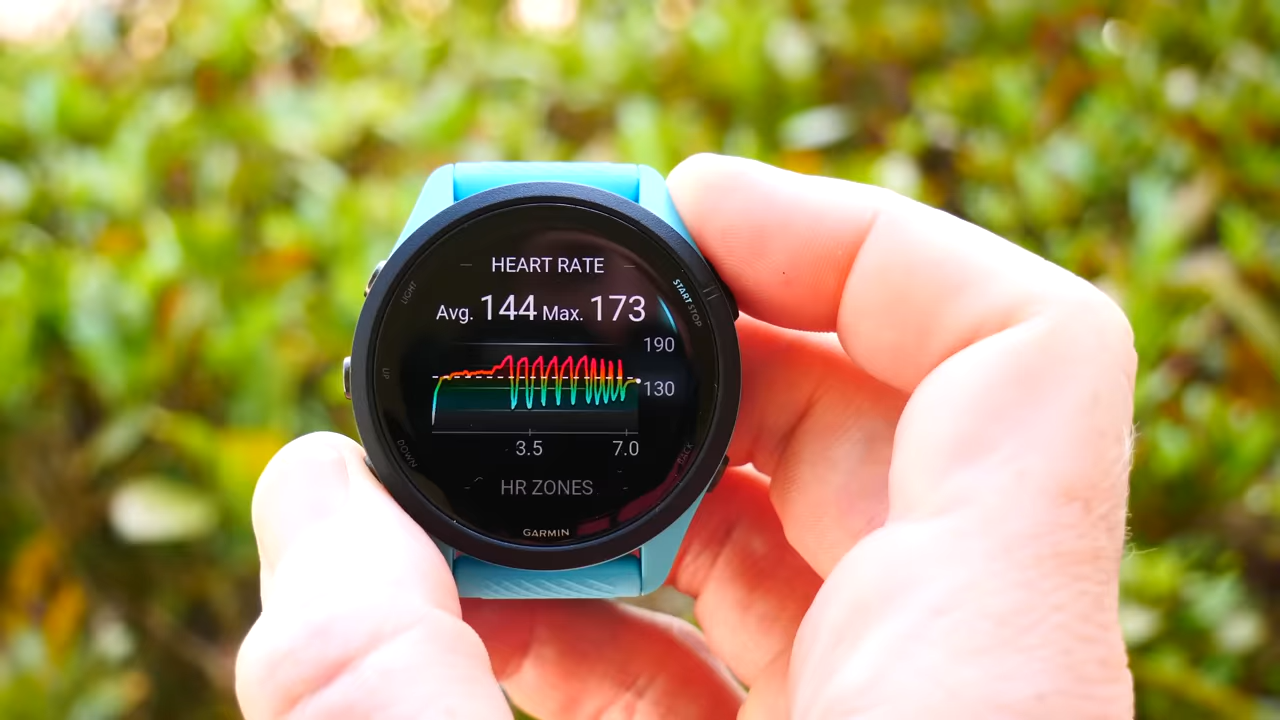 HEART RATE
Avg. 144 Max. 173
190
130
3.5 7.0
HR ZONES
GARMIN
LIGHT
UP
DOWN
START STOP
BACK